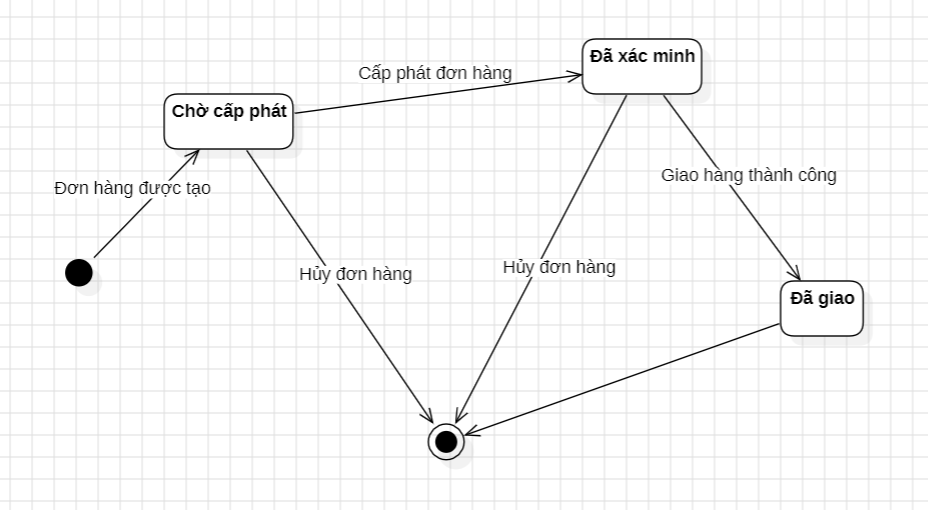 Đã xác minh
Cấp phát đơn hàng
Chờ cấp phát
Giao hàng thành công
Đơn hàng được tạo
Hủy đơn hàng
Hủy đơn hàng
Đã giao